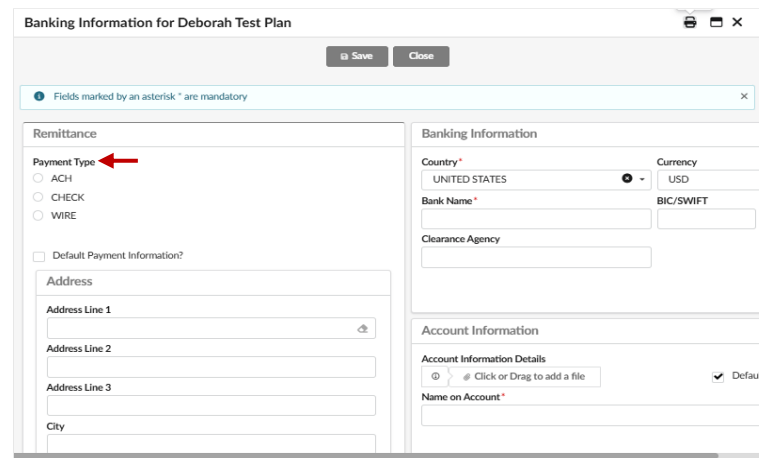 Banking Information for Deborah Test Plan
Save Close
Fields marked by an asterisk * are mandatory
Remittance
Payment Type
ACH
CHECK
WIRE
Default Payment Information?
Address
Address Line 1
Address Line 2
Address Line 3
City
Banking Information
Country* Currency
UNITED STATES USD
Bank Name* BIC/SWIFT
Clearance Agency
Account Information
Account Information Details
Click or Drag to add a file Defau
Name on Account*